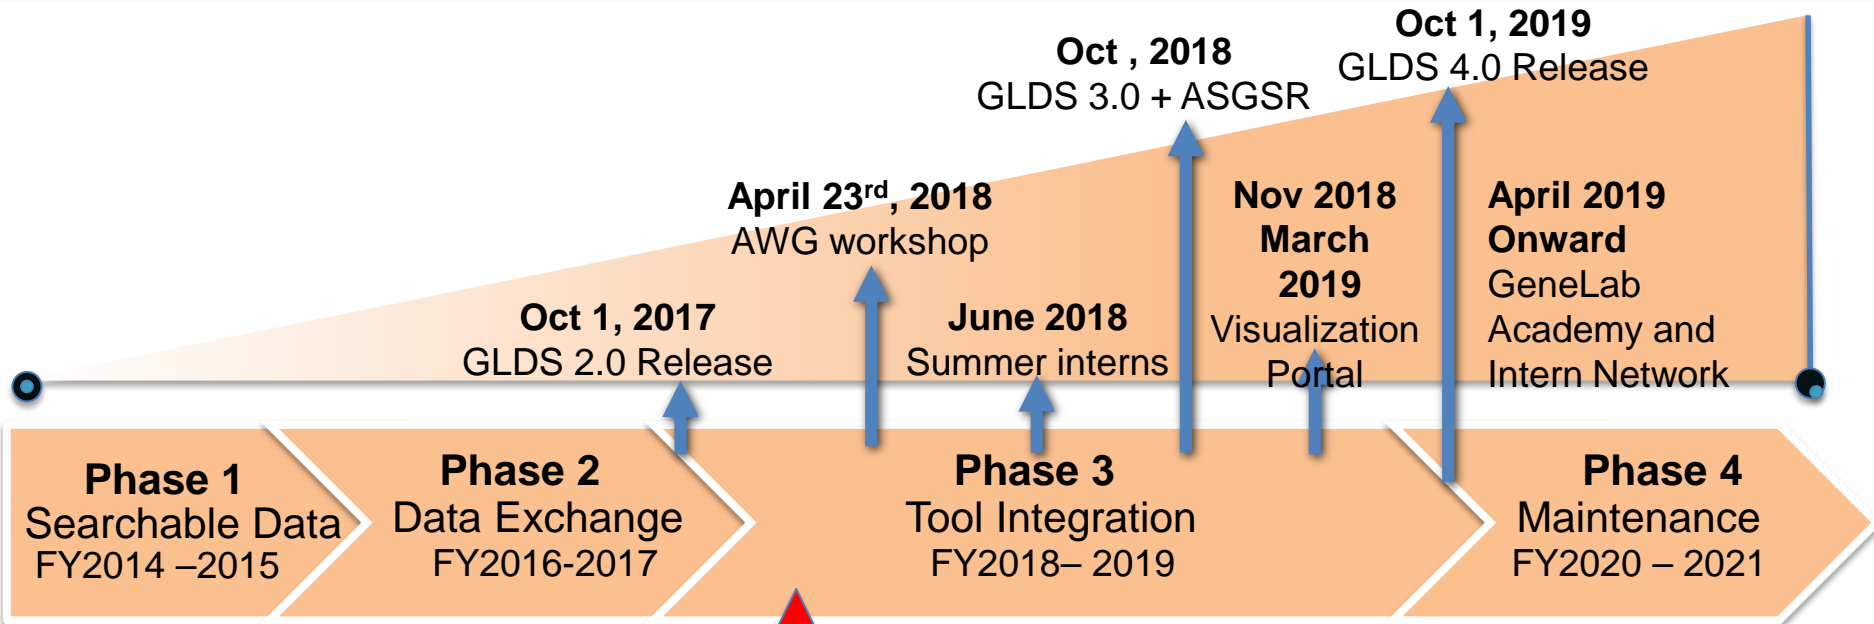 Oct 1, 2019
GLDS 4.0 Release
Oct , 2018
GLDS 3.0 + ASGSR
April 23rd, 2018
AWG workshop
Nov 2018
March
2019
Visualization
Portal
April 2019
Onward
GeneLab
Academy and
Intern Network
Oct 1, 2017
GLDS 2.0 Release
June 2018
Summer interns
Phase 1
Searchable Data
FY2014 –2015
Phase 2
Data Exchange
FY2016-2017
Phase 3
Tool Integration
FY2018– 2019
Phase 4
Maintenance
FY2020 – 2021